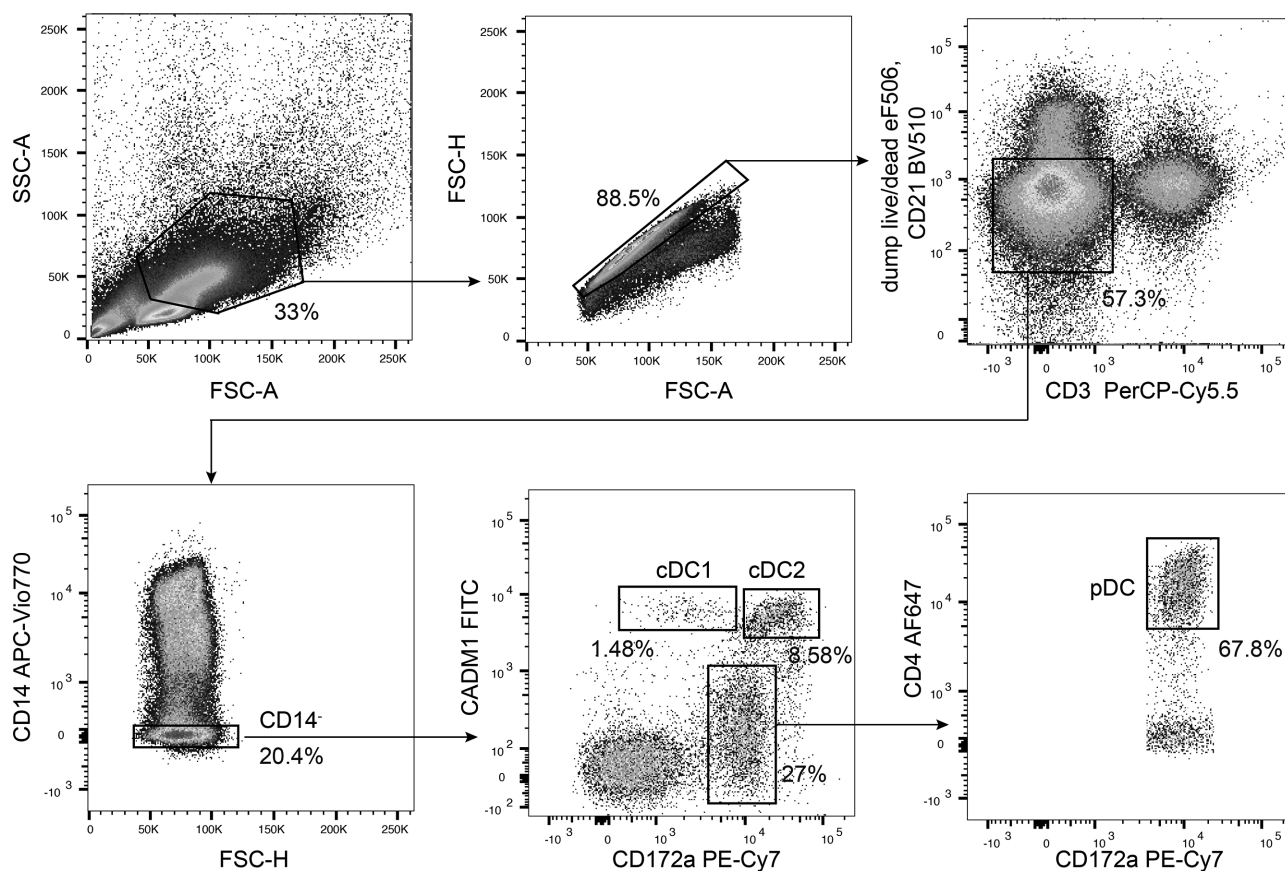 SSC-A
250K
200K
150K
100K
50K
0
33%
0
50K
100K
150K
200K
250K
FSC-A
FSC-H
250K
200K
150K
100K
50K
0
88.5%
0
50K
100K
150K
200K
250K
FSC-A
dump live/dead eF506,
CD21 BV510
10 5
10 4
10 3
10 2
0
57.3%
-10 3
0
10 3
10 4
10 5
CD3 PerCP-Cy5.5
CD14 APC-Vio770
10 5
10 4
10 3
0
-10 3
CD14-
20.4%
0
50K
100K
150K
200K
250K
FSC-H
CADM1 FITC
10 5
10 4
10 3
10 2
0
-10 2
cDC1
cDC2
1.48%
8.58%
27%
-10 3
0
10 3
10 4
10 5
CD172a PE-Cy7
CD4 AF647
10 5
10 4
10 3
0
-10 3
pDC
67.8%
-10 3
0
10 3
10 4
10 5
CD172a PE-Cy7